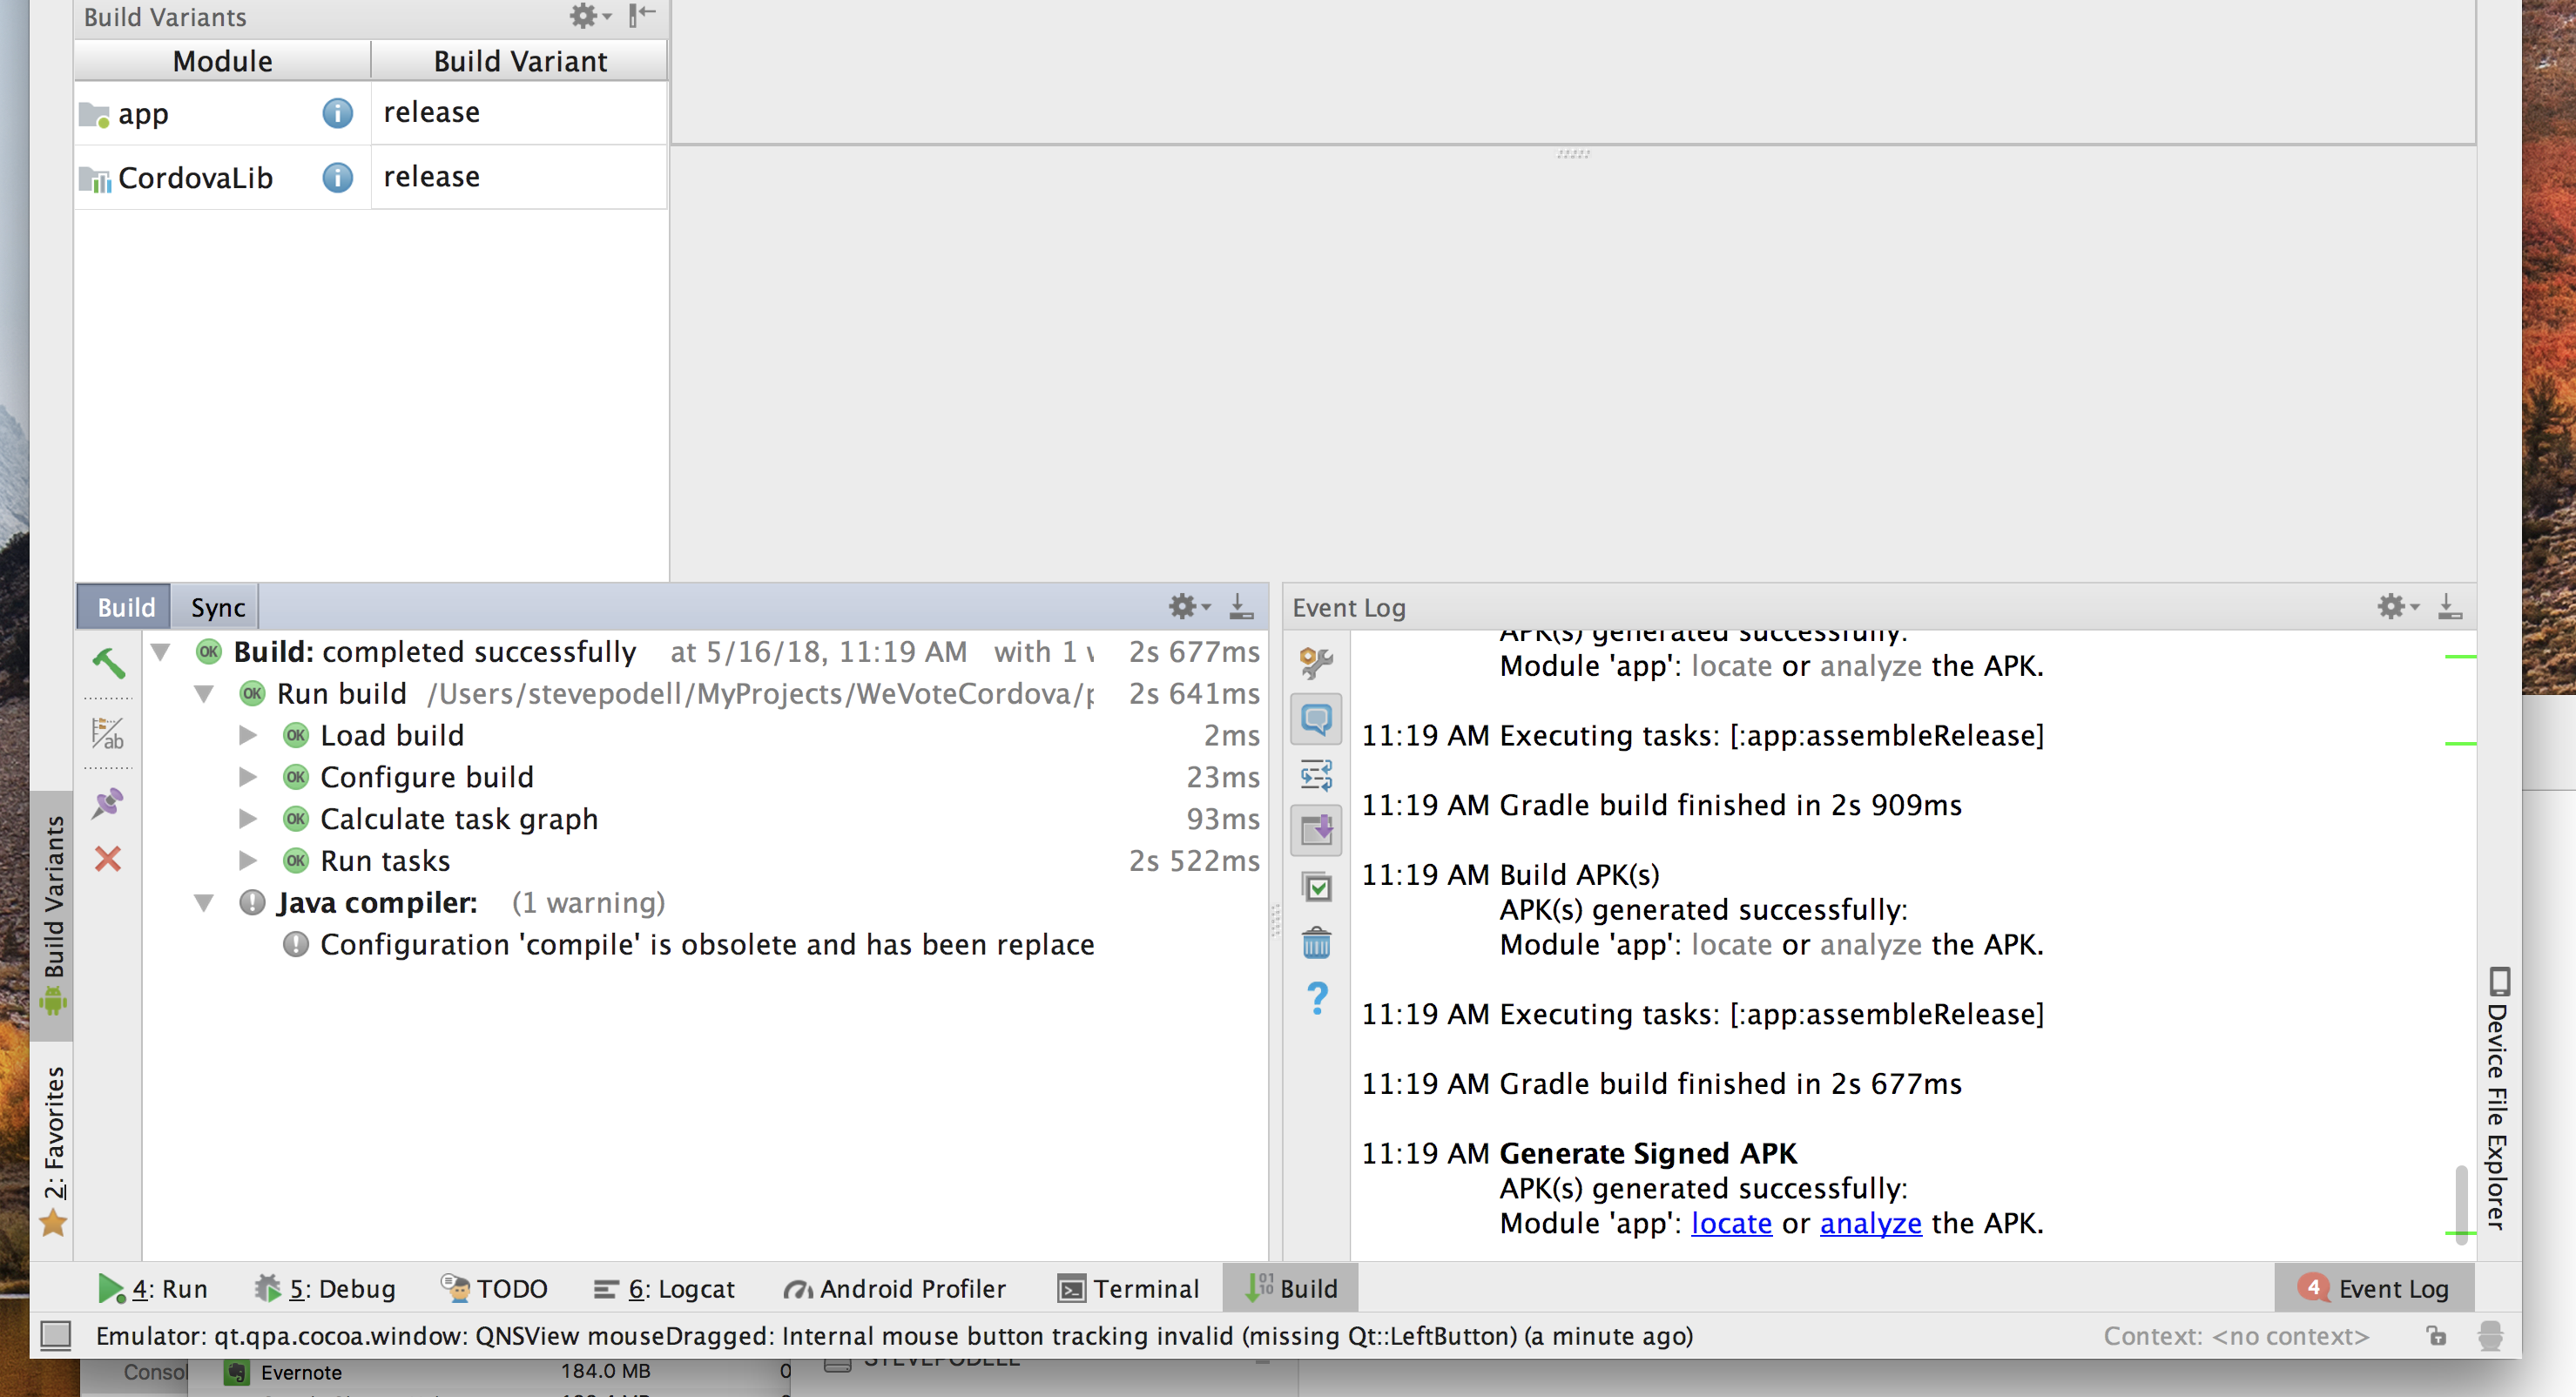 Build Variants
Module Build Variant
app release
CordovaLib release
Build Sync
Build: completed successfully at 5/16/18, 11:19 AM with 1 2s 677ms
Run build /Users/stevepodell/MyProjects/WeVoteCordova/p 2s 641ms
Load build 2ms
Configure build 23ms
Calculate task graph 93ms
Run tasks 2s 522ms
Java compiler: (1 warning)
Configuration 'compile' is obsolete and has been replace
Event Log
APK(s) generated successfully:
Module 'app': locate or analyze the APK.
11:19 AM Executing tasks: [:app:assembleRelease]
11:19 AM Gradle build finished in 2s 909ms
11:19 AM Build APK(s)
APK(s) generated successfully:
Module 'app': locate or analyze the APK.
11:19 AM Executing tasks: [:app:assembleRelease]
11:19 AM Gradle build finished in 2s 677ms
11:19 AM Generate Signed APK
APK(s) generated successfully:
Module 'app': locate or analyze the APK.
Build Variants
2: Favorites
Device File Explorer
4: Run 5: Debug TODO 6: Logcat Android Profiler Terminal Build 4 Event Log
Emulator: qt.qpa.cocoa.window: QNSView mouseDragged: Internal mouse button tracking invalid (missing Qt::LeftButton) (a minute ago) Context: <no context>
Consol Evernote 184.0 MB 0 STEVEPODELL